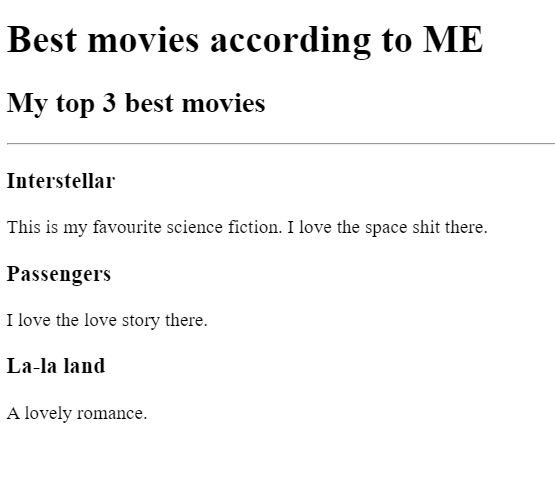 Best movies according to ME
My top 3 best movies
Interstellar
This is my favourite science fiction. I love the space shit there.
Passengers
I love the love story there.
La-la land
A lovely romance.